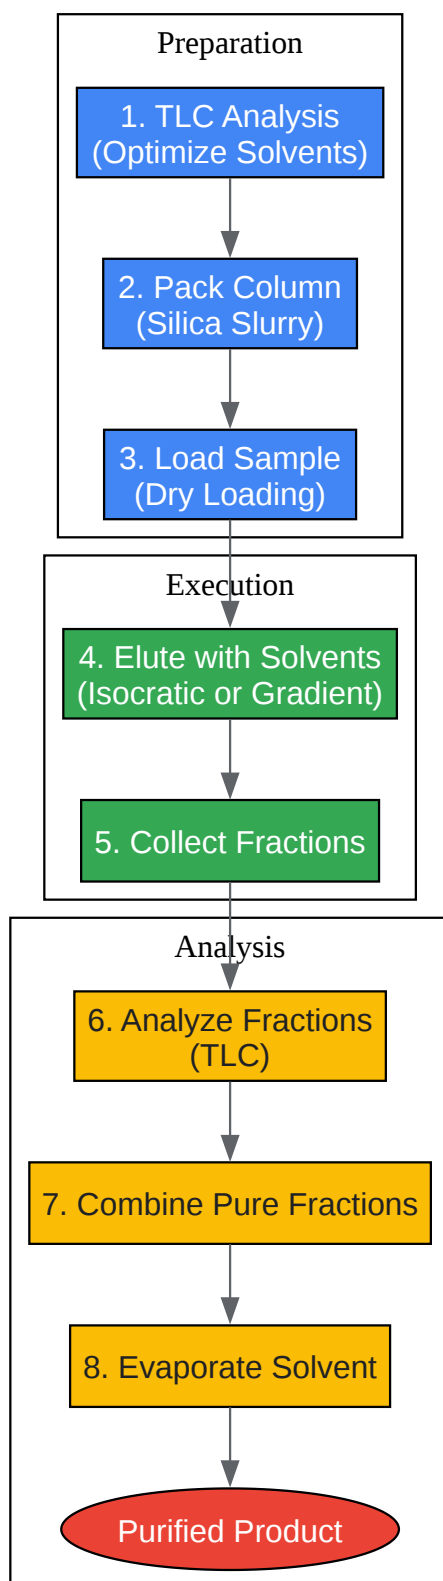 Preparation
1. TLC Analysis
(Optimize Solvents)
2. Pack Column
(Silica Slurry)
3. Load Sample
(Dry Loading)
Execution
4. Elute with Solvents
(Isocratic or Gradient)
5. Collect Fractions
Analysis
6. Analyze Fractions
(TLC)
7. Combine Pure Fractions
8. Evaporate Solvent
Purified Product